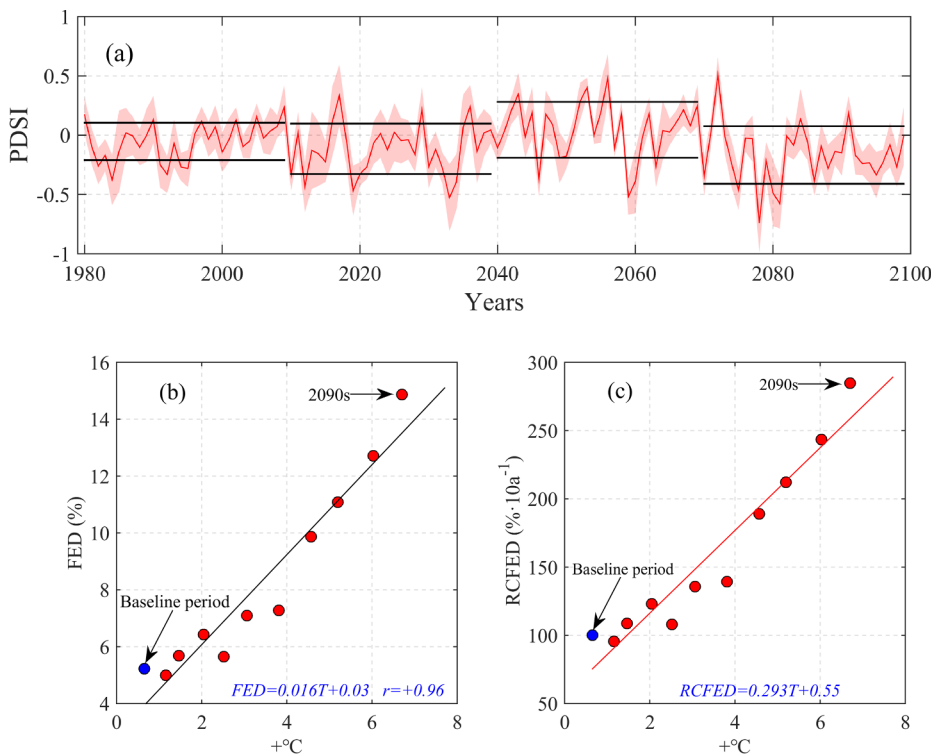 (a)
PDSI
1
0.5
0
-0.5
-1
1980 2000 2020 2040 2060 2080 2100
Years
(b)
FED (%)
16
14
12
10
8
6
4
2090s
Baseline period
FED=0.016T+0.03 r=+0.96
0 2 4 6 8
+°C
(c)
RCFED (%·10a⁻¹)
300
250
200
150
100
50
2090s
Baseline period
RCFED=0.293T+0.55
0 2 4 6 8
+°C